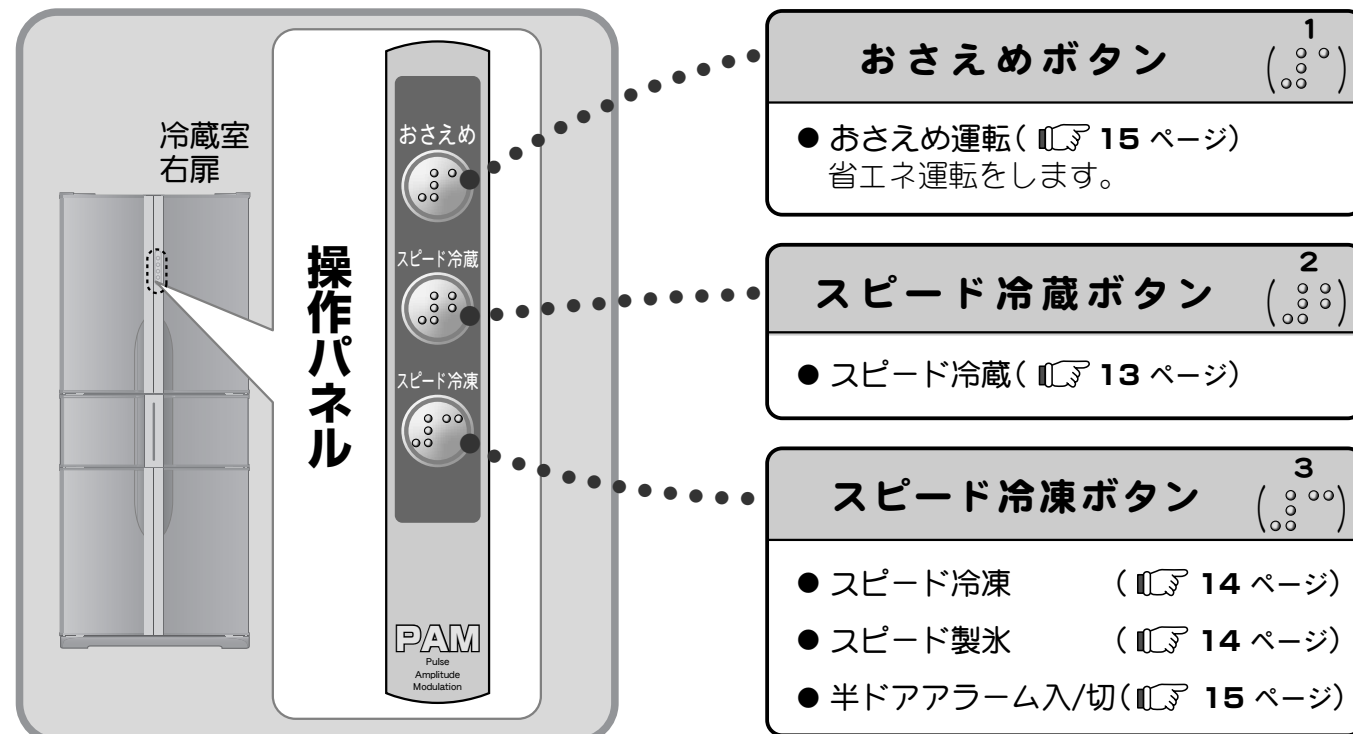 冷蔵室
右扉
操作パネル
おさえめ
スピード冷蔵
スピード冷凍
PAM
Pulse
Amplitude
Modulation
おさえめボタン
1
● おさえめ運転( 15 ページ)
省エネ運転をします。
スピード冷蔵ボタン
2
● スピード冷蔵( 13 ページ)
スピード冷凍ボタン
3
● スピード冷凍 ( 14 ページ)
● スピード製氷 ( 14 ページ)
● 半ドアアラーム入/切( 15 ページ)